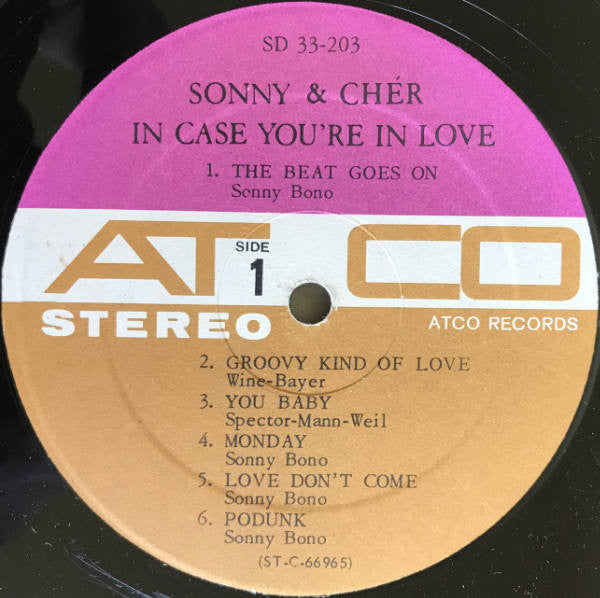 SD 33-203
SONNY & CHÉR
IN CASE YOU'RE IN LOVE
1. THE BEAT GOES ON
Sonny Bono
ATCO
SIDE
1
STEREO
ATCO RECORDS
2. GROOVY KIND OF LOVE
Wine-Bayer
3. YOU BABY
Spector-Mann-Weil
4. MONDAY
Sonny Bono
5. LOVE DON'T COME
Sonny Bono
6. PODUNK
Sonny Bono
(ST-C-66965)